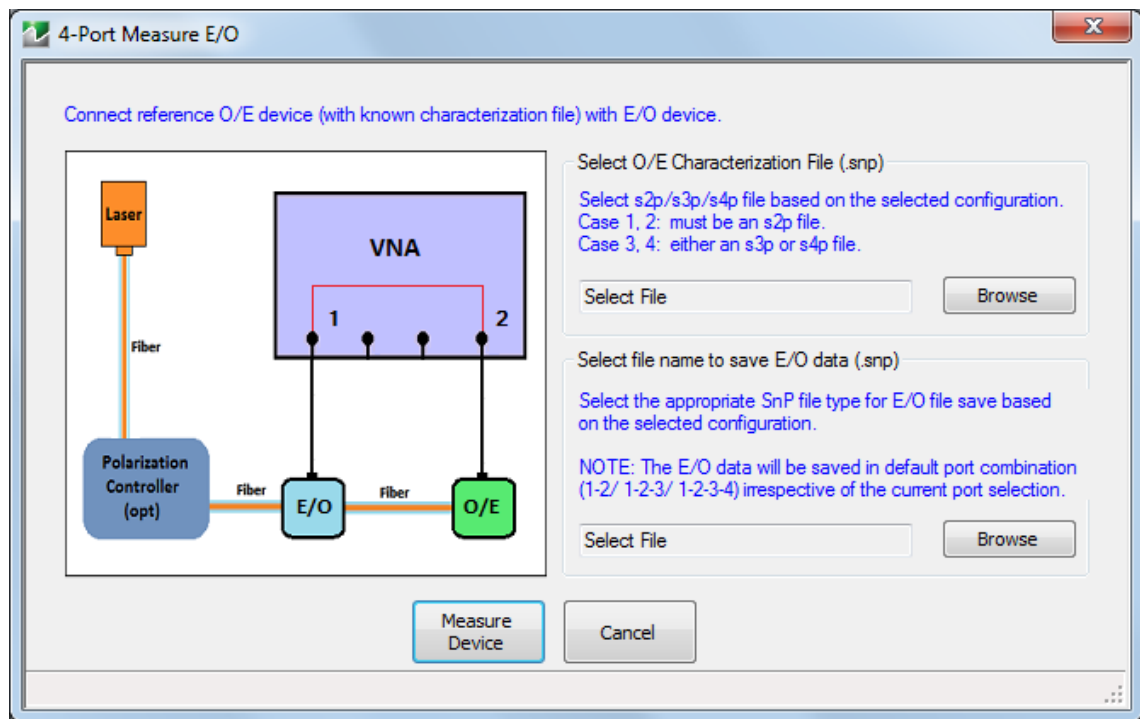 4-Port Measure E/O
Connect reference O/E device (with known characterization file) with E/O device.
Laser
Fiber
VNA
1
2
Polarization
Controller
(opt)
Fiber
E/O
Fiber
O/E
Select O/E Characterization File (.snp)
Select s2p/s3p/s4p file based on the selected configuration.
Case 1, 2: must be an s2p file.
Case 3, 4: either an s3p or s4p file.
Select File
Browse
Select file name to save E/O data (.snp)
Select the appropriate SnP file type for E/O file save based
on the selected configuration.
NOTE: The E/O data will be saved in default port combination
(1-2/ 1-2-3/ 1-2-3-4) irrespective of the current port selection.
Select File
Browse
Measure
Device
Cancel